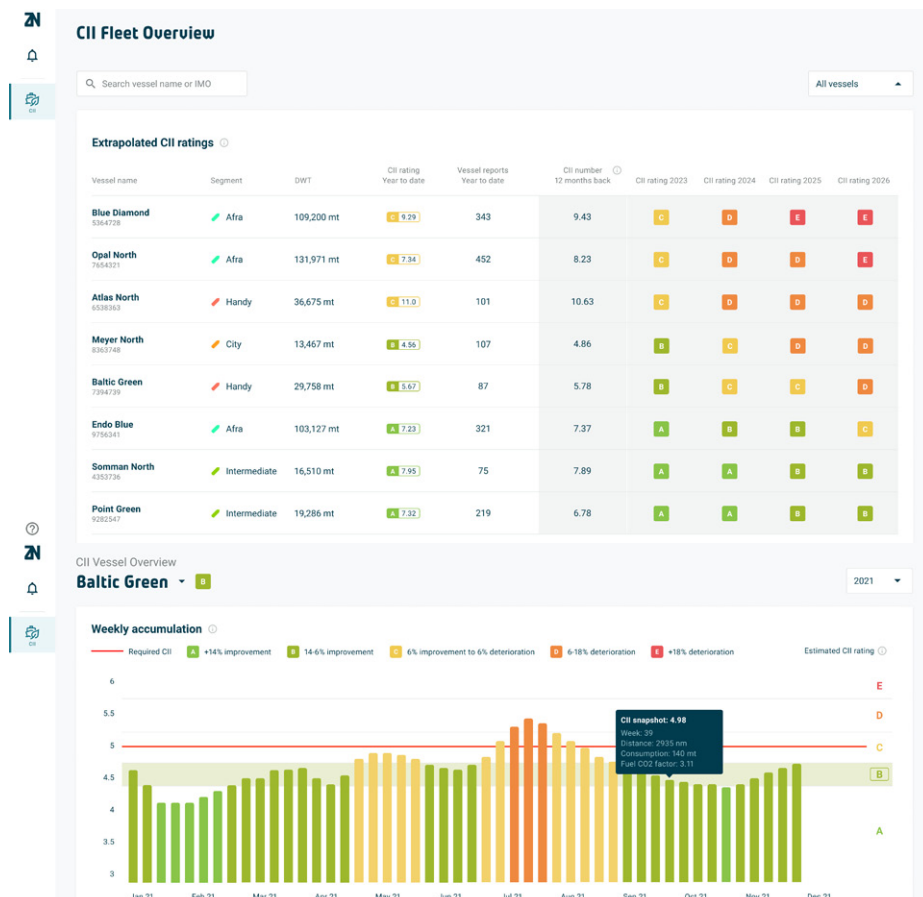 ZN
CII Fleet Overview
Search vessel name or IMO
All vessels
CII
Extrapolated CII ratings
Vessel name Segment DWT CII rating Year to date Vessel reports Year to date CII number 12 months back CII rating 2023 CII rating 2024 CII rating 2025 CII rating 2026
Blue Diamond 5364728 Afra 109,200 mt C 9.29 343 9.43 C D E E
Opal North 7654321 Afra 131,971 mt C 7.34 452 8.23 C D D E
Atlas North 6538363 Handy 36,675 mt C 11.0 101 10.63 C D D D
Meyer North 8363748 City 13,467 mt B 4.56 107 4.86 B C D D
Baltic Green 7394739 Handy 29,758 mt B 5.67 87 5.78 B C C D
Endo Blue 9756341 Afra 103,127 mt A 7.23 321 7.37 A B B C
Somman North 4353736 Intermediate 16,510 mt A 7.95 75 7.89 A A B B
Point Green 9282547 Intermediate 19,286 mt A 7.32 219 6.78 A A B B
ZN
CII Vessel Overview
Baltic Green B
2021
CII
Weekly accumulation
Required CII A +14% improvement B 14-6% improvement C 6% improvement to 6% deterioration D 6-18% deterioration E +18% deterioration Estimated CII rating
6
E
5.5
D
CII snapshot: 4.98
Week: 39
Distance: 2935 nm
Consumption: 140 mt
Fuel CO2 factor: 3.11
5
C
4.5
B
4
A
3.5
3
Jan 21 Feb 21 Mar 21 Apr 21 May 21 Jun 21 Jul 21 Aug 21 Sep 21 Oct 21 Nov 21 Dec 21